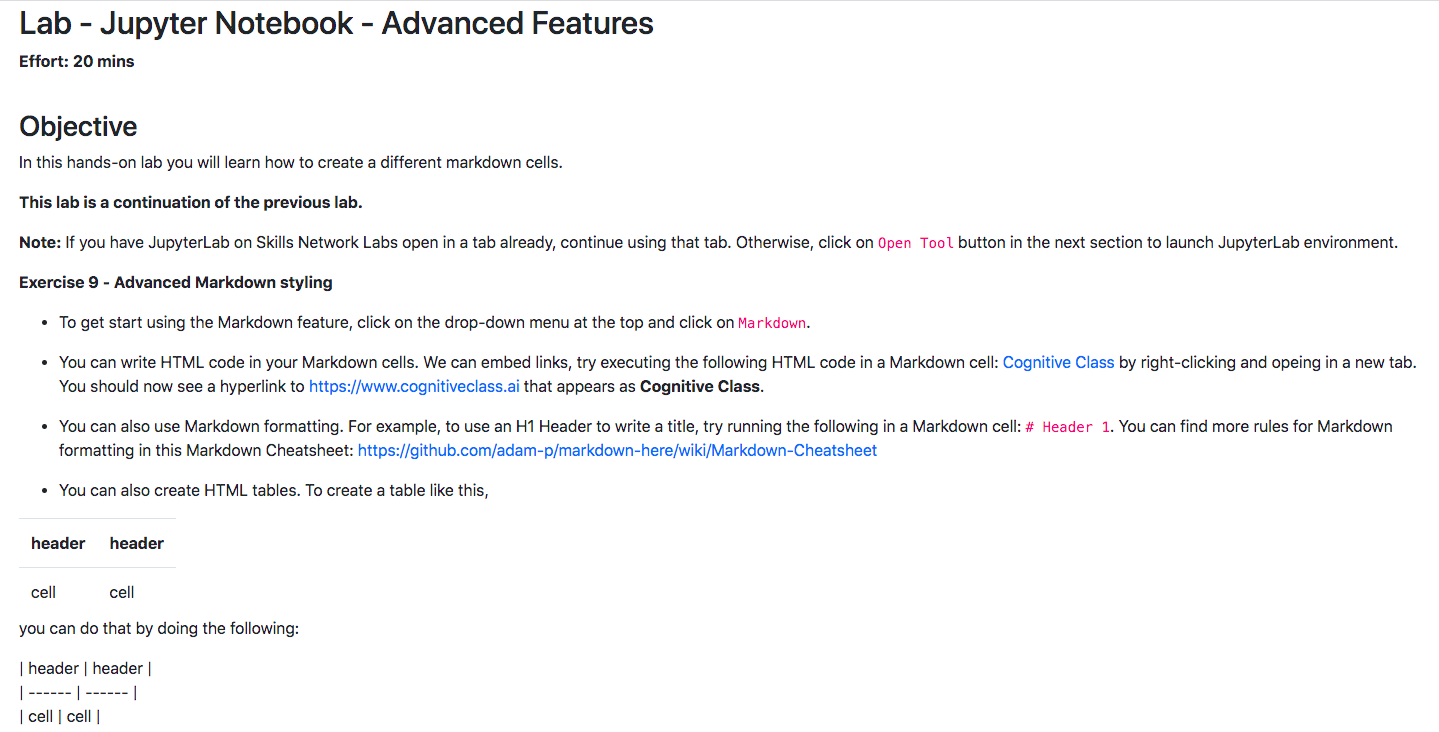 Lab - Jupyter Notebook - Advanced Features
Effort: 20 mins
Objective
In this hands-on lab you will learn how to create a different markdown cells.
This lab is a continuation of the previous lab.
Note: If you have JupyterLab on Skills Network Labs open in a tab already, continue using that tab. Otherwise, click on Open Tool button in the next section to launch JupyterLab environment.
Exercise 9 - Advanced Markdown styling
• To get start using the Markdown feature, click on the drop-down menu at the top and click on Markdown.
• You can write HTML code in your Markdown cells. We can embed links, try executing the following HTML code in a Markdown cell: Cognitive Class by right-clicking and opeing in a new tab.
You should now see a hyperlink to https://www.cognitiveclass.ai that appears as Cognitive Class.
• You can also use Markdown formatting. For example, to use an H1 Header to write a title, try running the following in a Markdown cell: # Header 1. You can find more rules for Markdown
formatting in this Markdown Cheatsheet: https://github.com/adam-p/markdown-here/wiki/Markdown-Cheatsheet
• You can also create HTML tables. To create a table like this,
header header
cell cell
you can do that by doing the following:
| header | header |
| ------ | ------ |
| cell | cell |